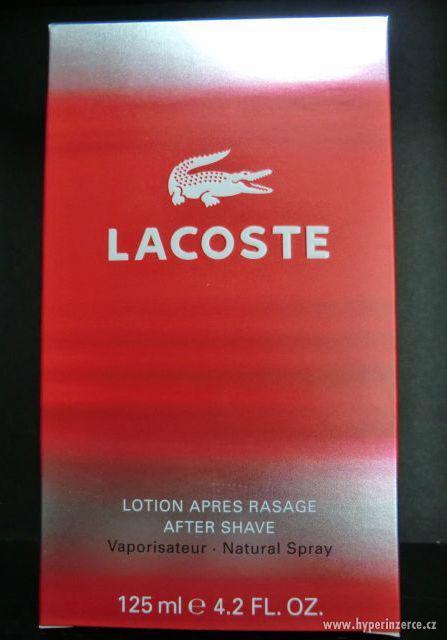 LACOSTE
LOTION APRES RASAGE
AFTER SHAVE
Vaporisateur · Natural Spray
125 ml ℮ 4.2 FL. OZ.
www.hyperinzerce.cz